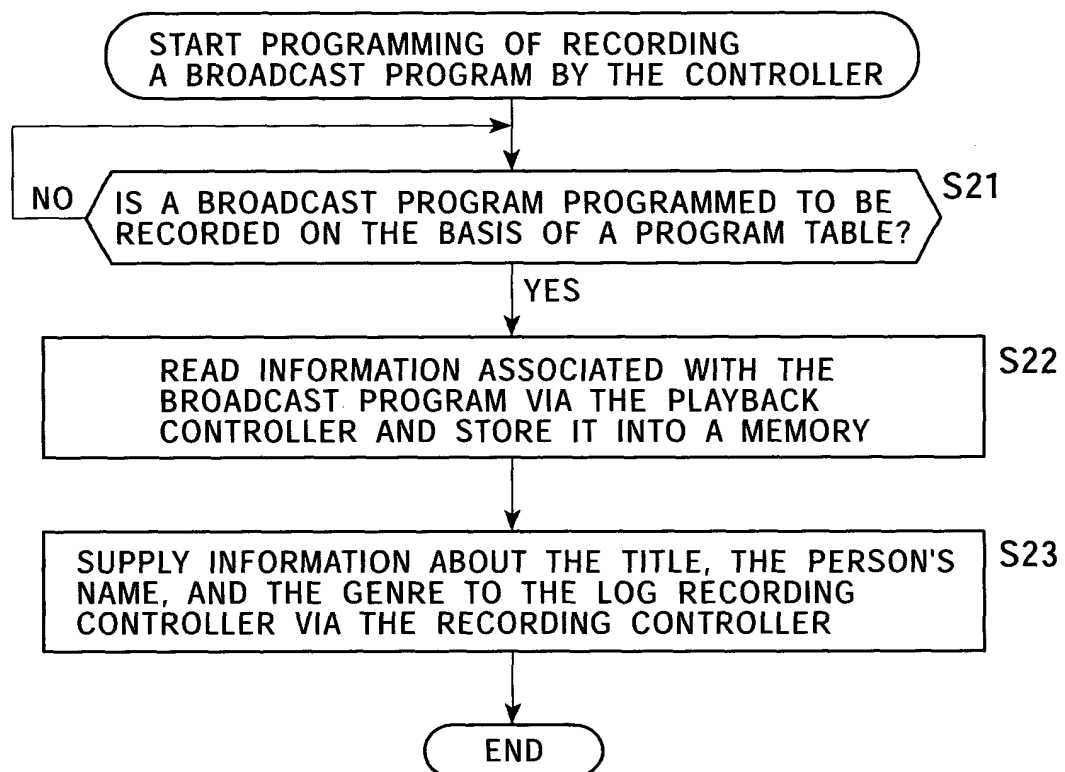 START PROGRAMMING OF RECORDING
A BROADCAST PROGRAM BY THE CONTROLLER
NO
IS A BROADCAST PROGRAM PROGRAMMED TO BE
RECORDED ON THE BASIS OF A PROGRAM TABLE?
S21
YES
READ INFORMATION ASSOCIATED WITH THE
BROADCAST PROGRAM VIA THE PLAYBACK
CONTROLLER AND STORE IT INTO A MEMORY
S22
SUPPLY INFORMATION ABOUT THE TITLE, THE PERSON'S
NAME, AND THE GENRE TO THE LOG RECORDING
CONTROLLER VIA THE RECORDING CONTROLLER
S23
END